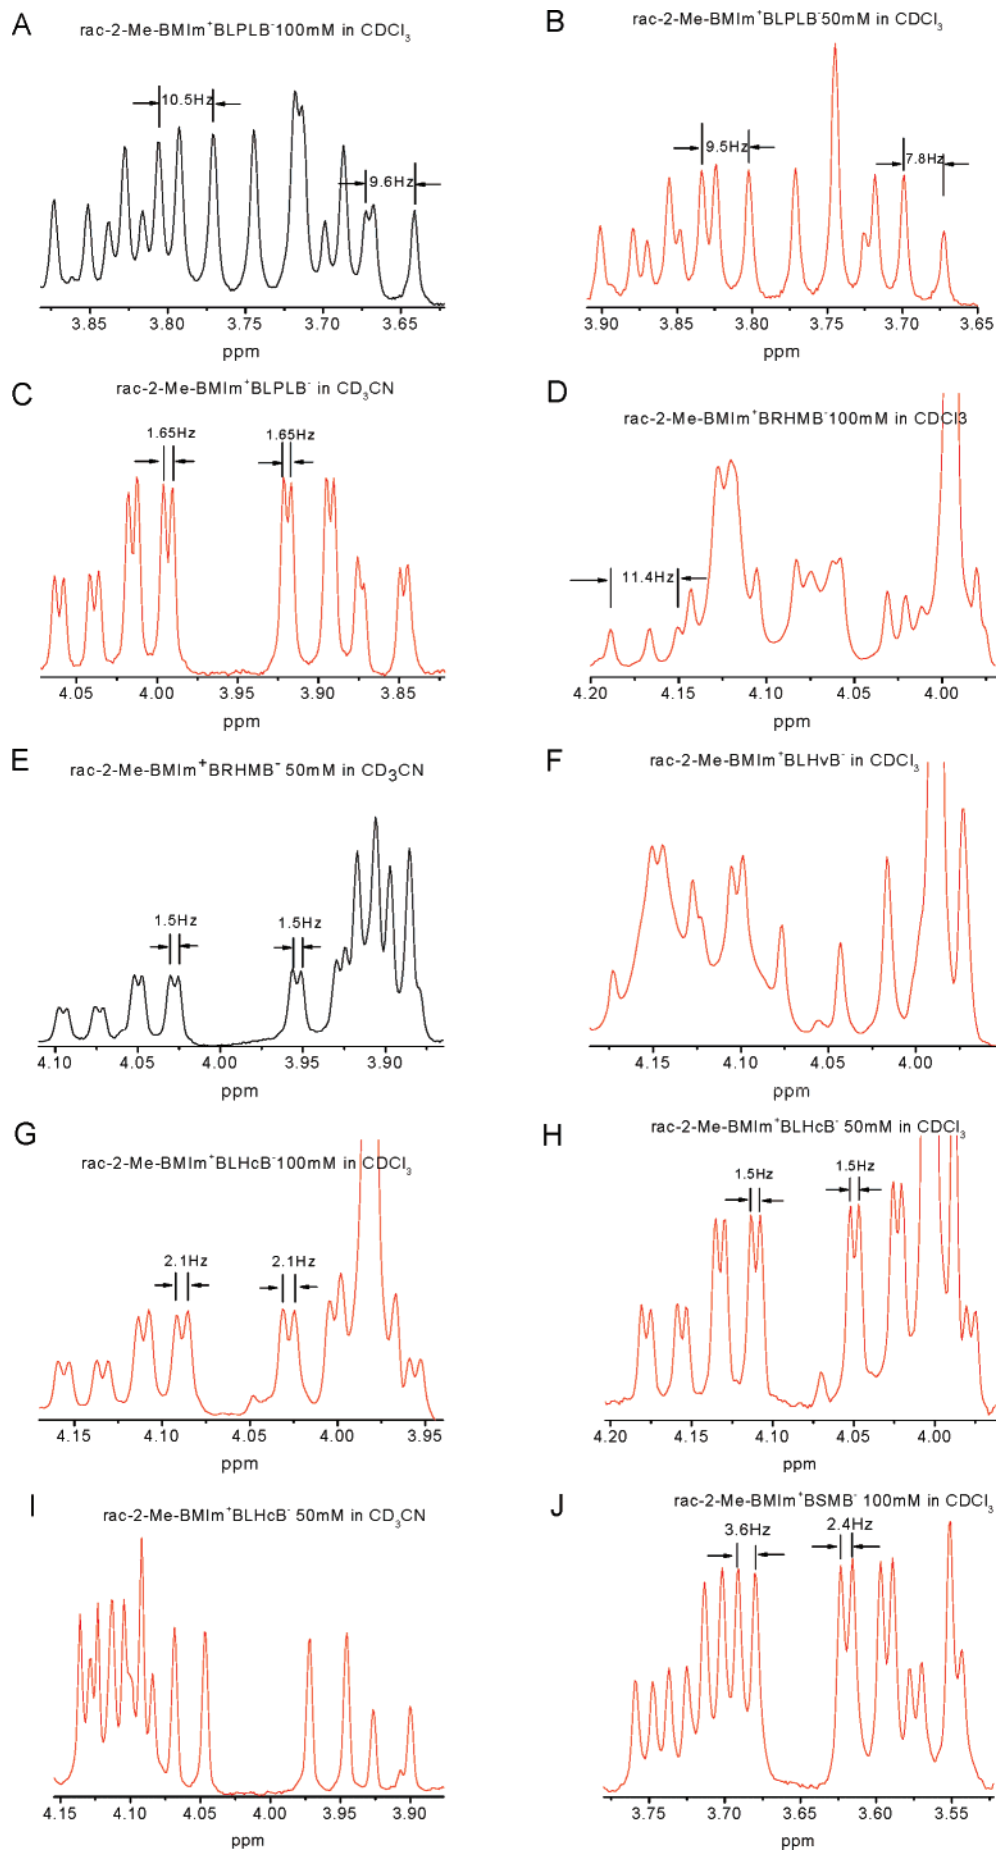 A
rac-2-Me-BMIm⁺BLPLB⁻100mM in CDCl₃
10.5Hz
9.6Hz
3.85 3.80 3.75 3.70 3.65
ppm
B
rac-2-Me-BMIm⁺BLPLB⁻50mM in CDCl₃
9.5Hz
7.8Hz
3.90 3.85 3.80 3.75 3.70 3.65
ppm
C
rac-2-Me-BMIm⁺BLPLB⁻ in CD₃CN
1.65Hz 1.65Hz
4.05 4.00 3.95 3.90 3.85
ppm
D
rac-2-Me-BMIm⁺BRHMB⁻100mM in CDCl3
11.4Hz
4.20 4.15 4.10 4.05 4.00
ppm
E
rac-2-Me-BMIm⁺BRHMB⁻ 50mM in CD₃CN
1.5Hz 1.5Hz
4.10 4.05 4.00 3.95 3.90
ppm
F
rac-2-Me-BMIm⁺BLHvB⁻ in CDCl₃
4.15 4.10 4.05 4.00
ppm
G
rac-2-Me-BMIm⁺BLHcB⁻100mM in CDCl₃
2.1Hz 2.1Hz
4.15 4.10 4.05 4.00 3.95
ppm
H
rac-2-Me-BMIm⁺BLHcB⁻ 50mM in CDCl₃
1.5Hz 1.5Hz
4.20 4.15 4.10 4.05 4.00
ppm
I
rac-2-Me-BMIm⁺BLHcB⁻ 50mM in CD₃CN
4.15 4.10 4.05 4.00 3.95 3.90
ppm
J
rac-2-Me-BMIm⁺BSMB⁻ 100mM in CDCl₃
3.6Hz 2.4Hz
3.75 3.70 3.65 3.60 3.55
ppm